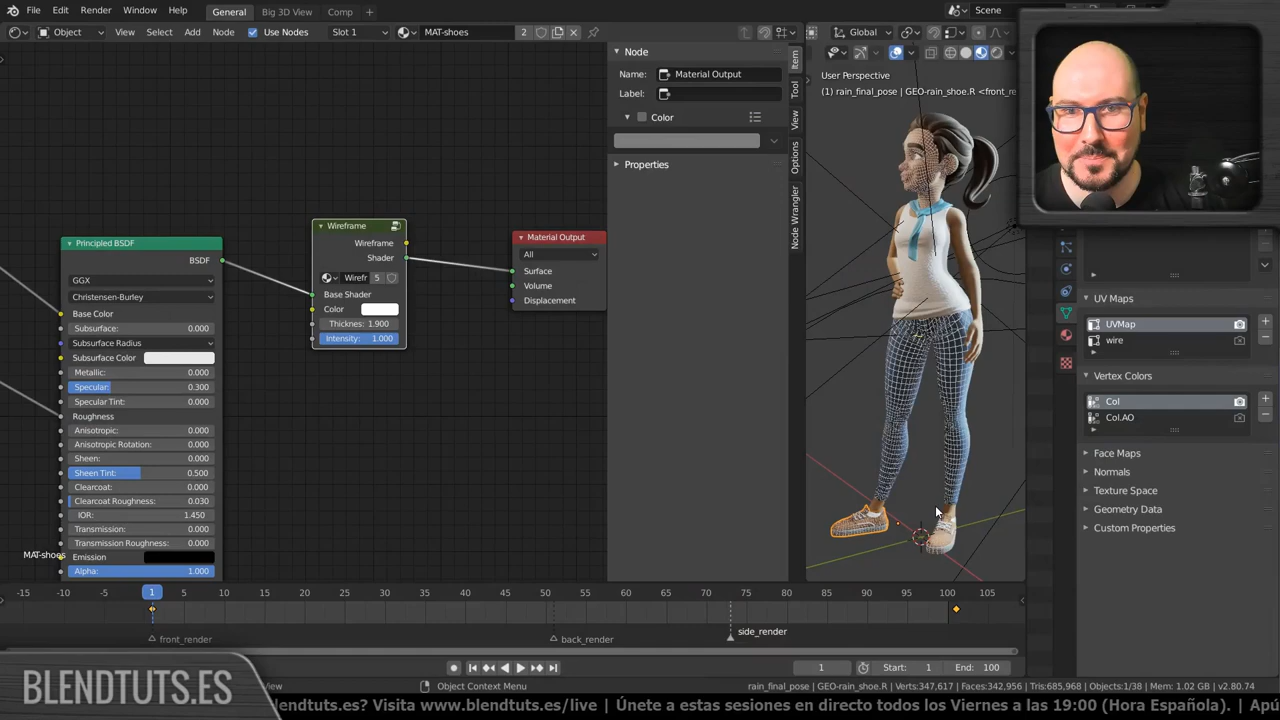 File Edit Render Window Help General Big 3D View Comp + Scene
Object View Select Add Node Use Nodes Slot 1 MAT-shoes 2 Global
Node
Name: Material Output
Label:
Color
Properties
Item
Tool
View
Options
Node Wrangler
User Perspective
(1) rain_final_pose | GEO-rain_shoe.R <front_re
Principled BSDF
BSDF
GGX
Christensen-Burley
Base Color
Subsurface: 0.000
Subsurface Radius
Subsurface Color
Metallic: 0.000
Specular: 0.300
Specular Tint: 0.000
Roughness
Anisotropic: 0.000
Anisotropic Rotation: 0.000
Sheen: 0.000
Sheen Tint: 0.500
Clearcoat: 0.000
Clearcoat Roughness: 0.030
IOR: 1.450
Transmission: 0.000
Transmission Roughness: 0.000
Emission
Alpha: 1.000
MAT-shoes
Wireframe
Wireframe
Shader
Wirefr 5
Base Shader
Color
Thicknes: 1.900
Intensity: 1.000
Material Output
All
Surface
Volume
Displacement
UV Maps
UVMap
wire
Vertex Colors
Col
Col.AO
Face Maps
Normals
Texture Space
Geometry Data
Custom Properties
-15 -10 -5 1 5 10 15 20 25 30 35 40 45 50 55 60 65 70 75 80 85 90 95 100 105
front_render back_render side_render
1 Start: 1 End: 100
View Object Context Menu rain_final_pose | GEO-rain_shoe.R | Verts:347,617 | Faces:342,956 | Tris:685,968 | Objects:1/38 | Mem: 1.02 GB | v2.80.74
BLENDTUTS.ES
Blendtuts.es? Visita www.blendtuts.es/live | Únete a estas sesiones en directo todos los Viernes a las 19:00 (Hora Española). | Apú